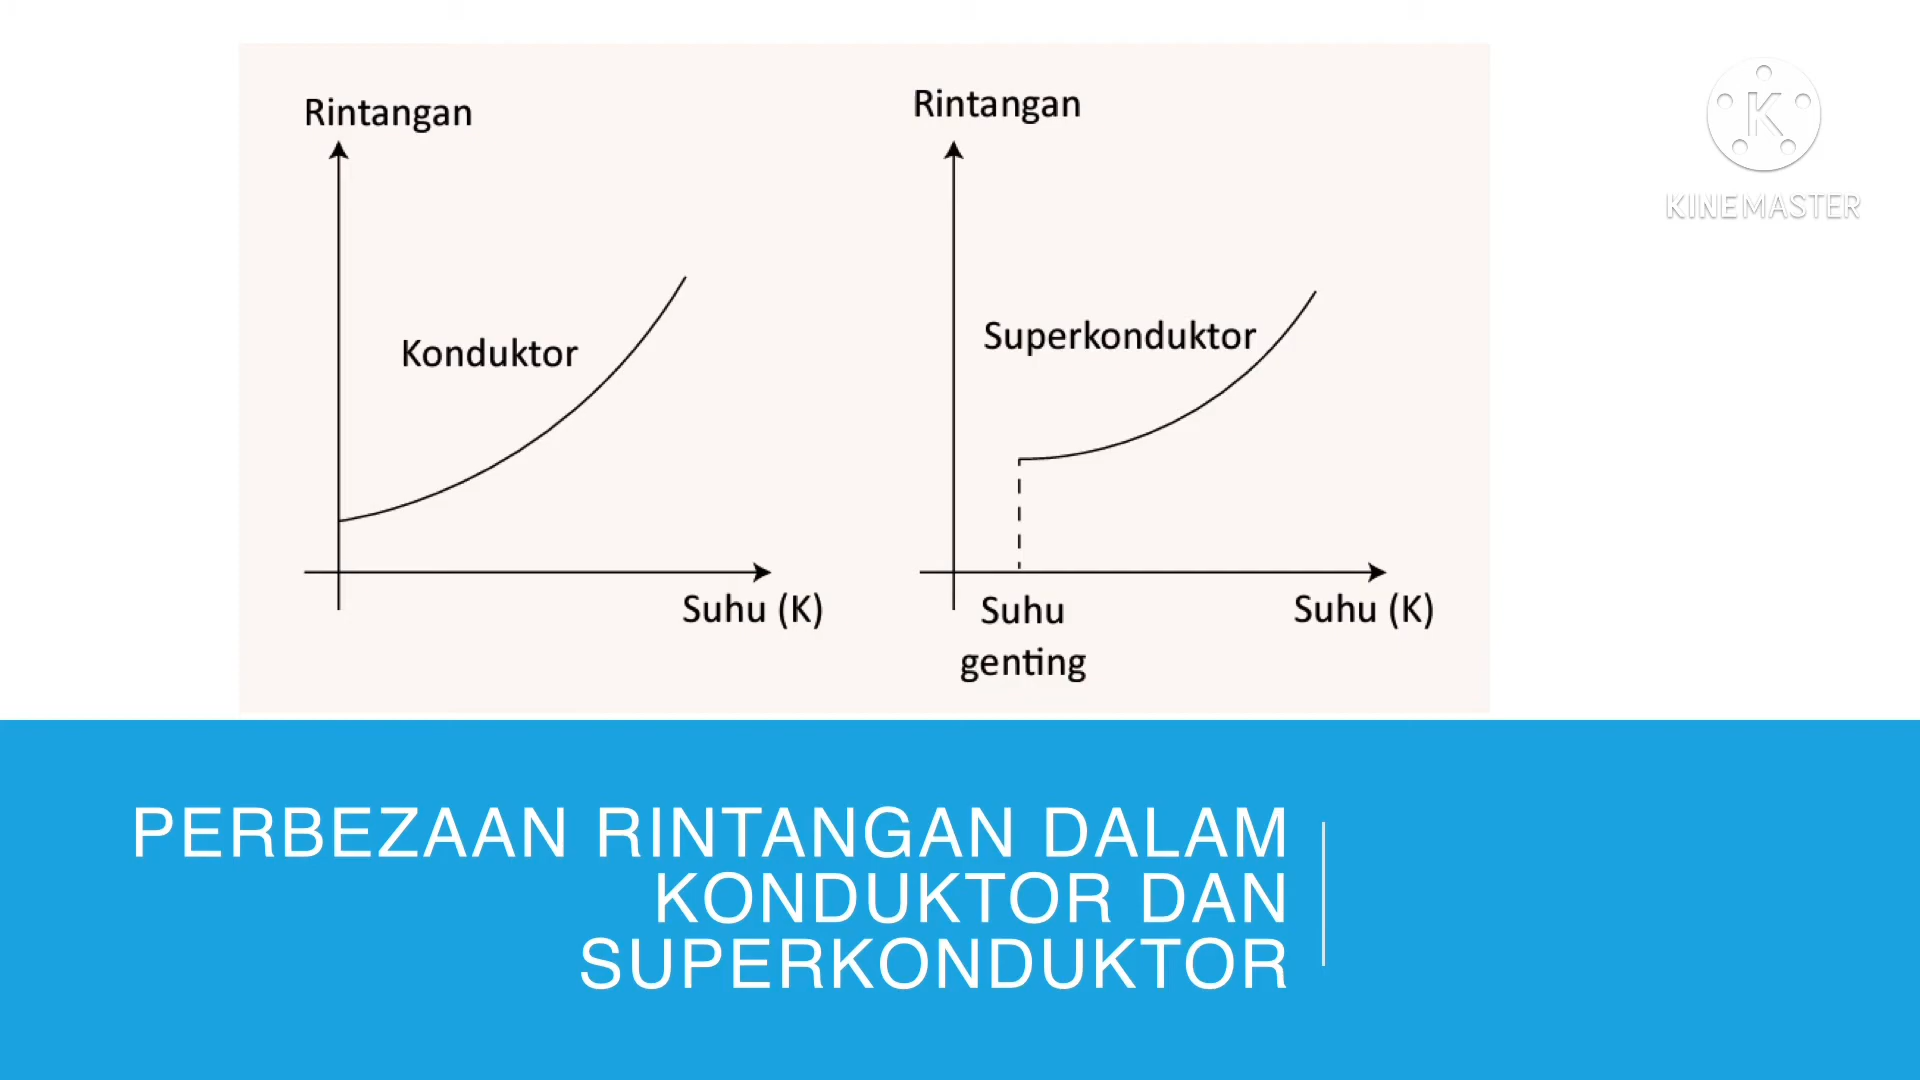 Rintangan
Konduktor
Suhu (K)
Rintangan
Superkonduktor
Suhu
genting
Suhu (K)
K
KINEMASTER
PERBEZAAN RINTANGAN DALAM
KONDUKTOR DAN
SUPERKONDUKTOR